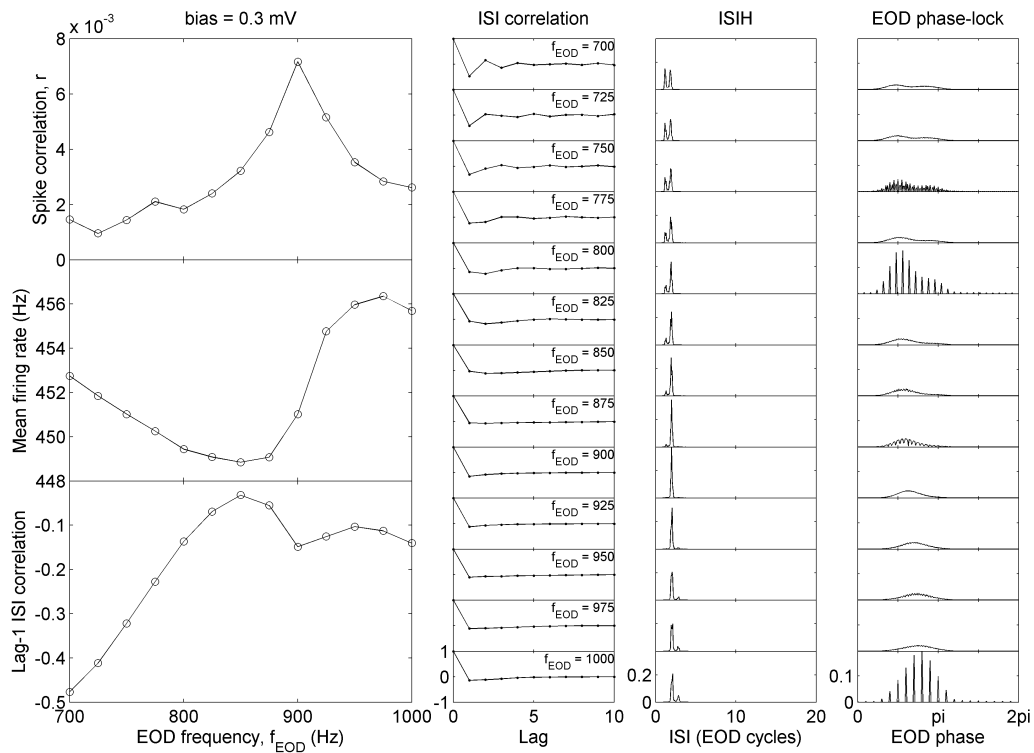 bias = 0.3 mV
× 10⁻³
8
6
4
2
0
Spike correlation, r
456
454
452
450
448
Mean firing rate (Hz)
-0.1
-0.2
-0.3
-0.4
-0.5
Lag-1 ISI correlation
700
800
900
1000
EOD frequency, f_EOD (Hz)
ISI correlation
f_EOD = 700
f_EOD = 725
f_EOD = 750
f_EOD = 775
f_EOD = 800
f_EOD = 825
f_EOD = 850
f_EOD = 875
f_EOD = 900
f_EOD = 925
f_EOD = 950
f_EOD = 975
f_EOD = 1000
1
0
-1
0
5
10
Lag
ISIH
0.2
0
0
10
20
ISI (EOD cycles)
EOD phase-lock
0.1
0
0
pi
2pi
EOD phase